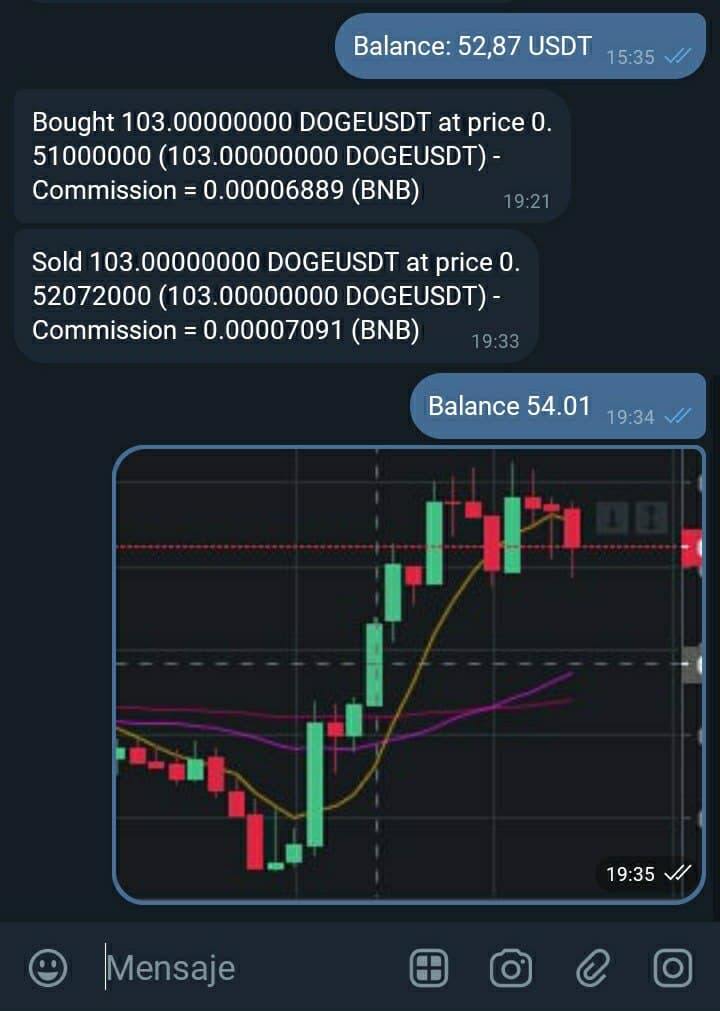 Balance: 52,87 USDT 15:35
Bought 103.00000000 DOGEUSDT at price 0.
51000000 (103.00000000 DOGEUSDT) -
Commission = 0.00006889 (BNB) 19:21
Sold 103.00000000 DOGEUSDT at price 0.
52072000 (103.00000000 DOGEUSDT) -
Commission = 0.00007091 (BNB) 19:33
Balance 54.01 19:34
19:35
Mensaje